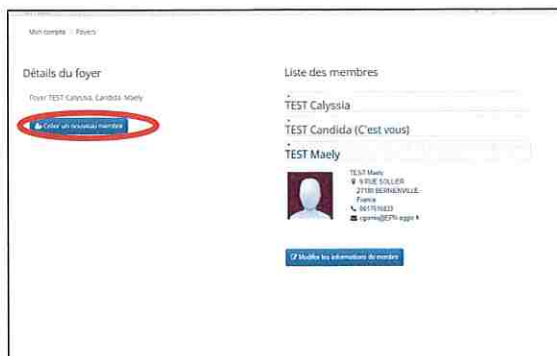 Mon compte / Foyers
Détails du foyer
Foyer TEST Calyssia, Candida, Maely
Créer un nouveau membre
Liste des membres
TEST Calyssia
TEST Candida (C'est vous)
TEST Maely
TEST Maely
9 RUE SOLLIER
27180 BERNIENVILLE
France
Modifier les informations du membre